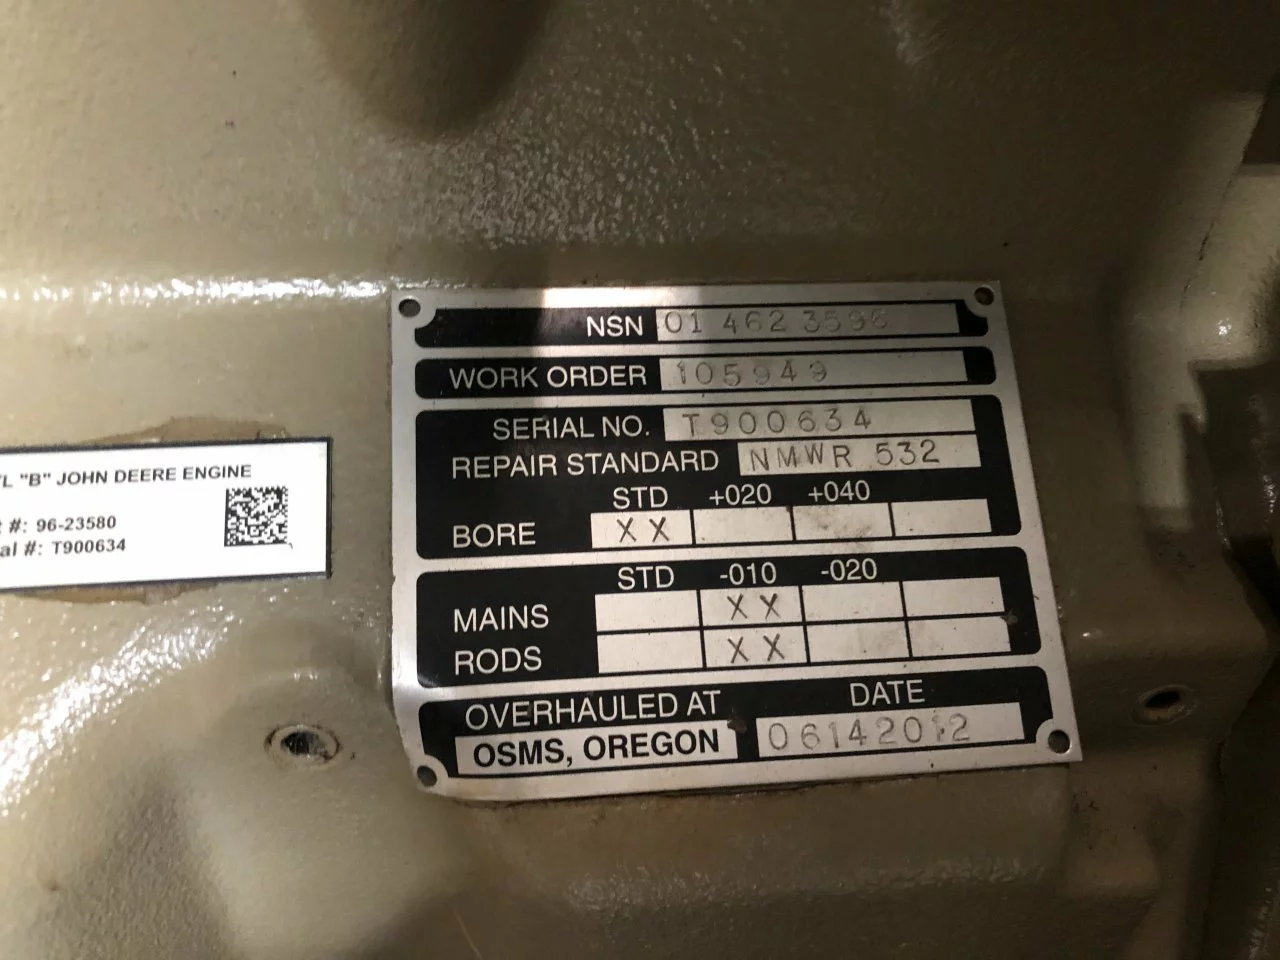 NSN 01 462 3596
WORK ORDER 105949
SERIAL NO. T900634
REPAIR STANDARD NMWR 532
STD +020 +040
BORE XX
STD -010 -020
MAINS XX
RODS XX
OVERHAULED AT DATE
OSMS, OREGON 06142012
"B" JOHN DEERE ENGINE
#: 96-23580
#: T900634